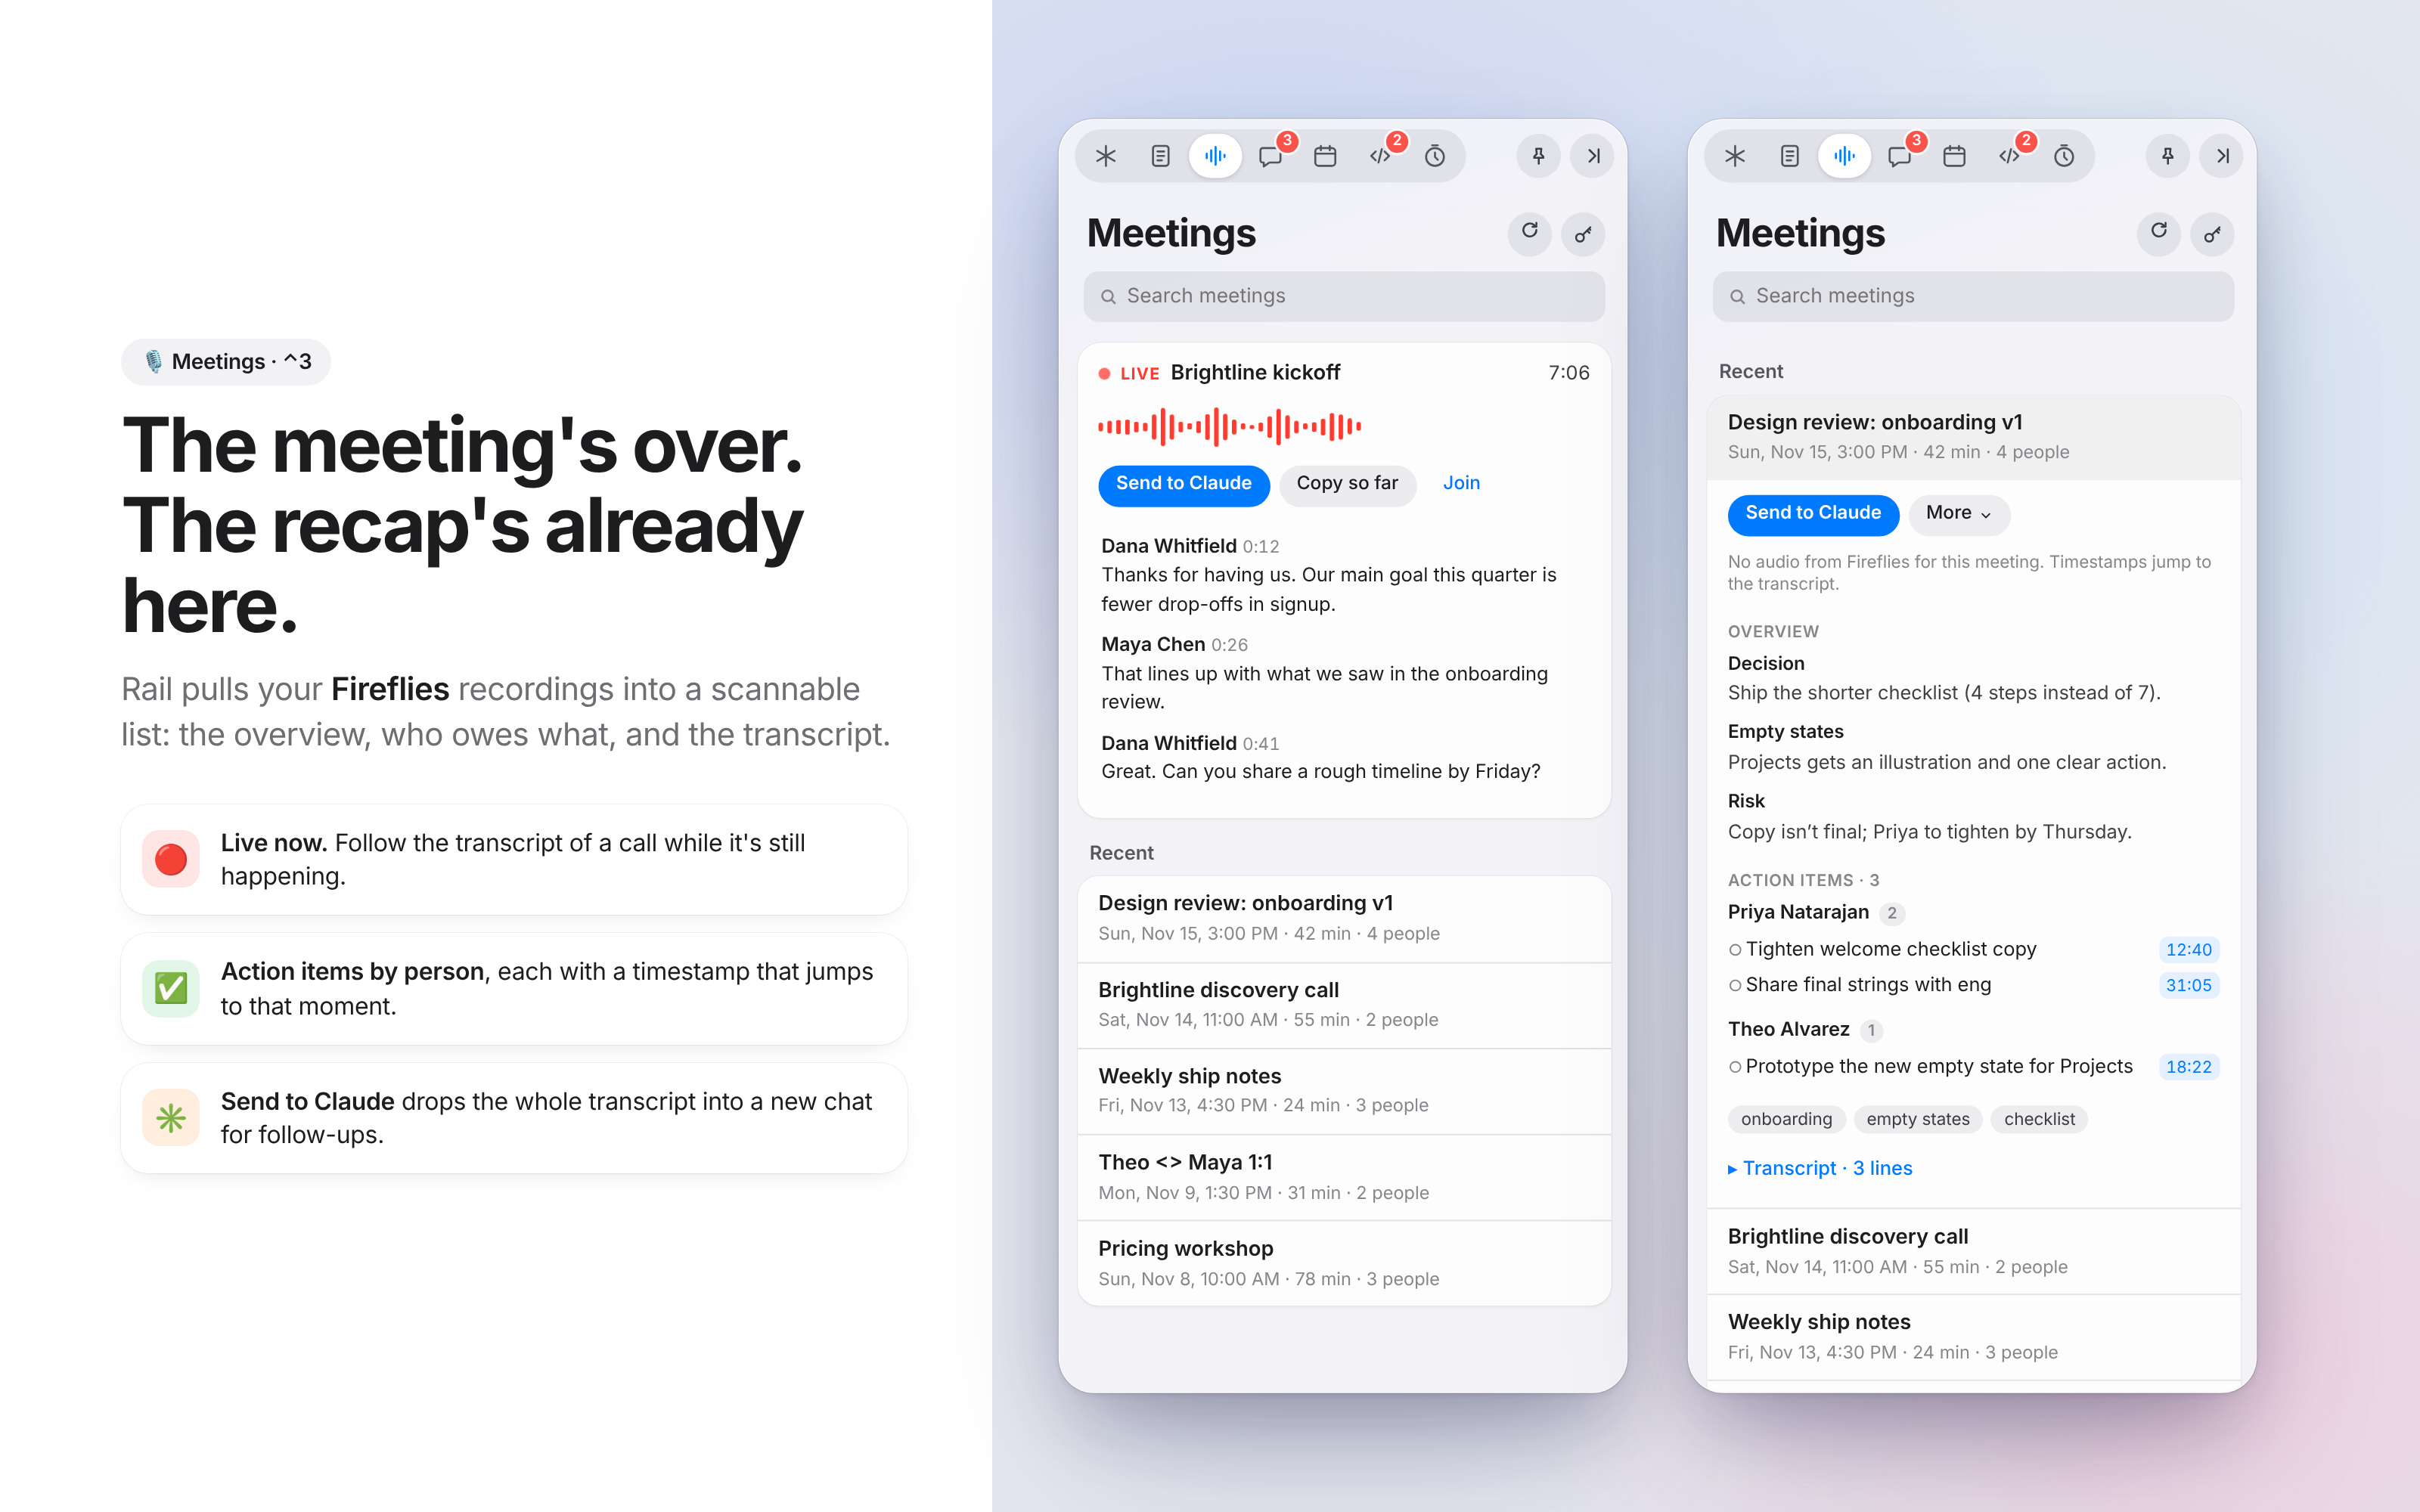 🎙️ Meetings · ^3
The meeting's over.
The recap's already
here.
Rail pulls your Fireflies recordings into a scannable
list: the overview, who owes what, and the transcript.
Live now. Follow the transcript of a call while it's still
happening.
Action items by person, each with a timestamp that jumps
to that moment.
Send to Claude drops the whole transcript into a new chat
for follow-ups.
3
2
Meetings
Search meetings
LIVE Brightline kickoff 7:06
Send to Claude Copy so far Join
Dana Whitfield 0:12
Thanks for having us. Our main goal this quarter is
fewer drop-offs in signup.
Maya Chen 0:26
That lines up with what we saw in the onboarding
review.
Dana Whitfield 0:41
Great. Can you share a rough timeline by Friday?
Recent
Design review: onboarding v1
Sun, Nov 15, 3:00 PM · 42 min · 4 people
Brightline discovery call
Sat, Nov 14, 11:00 AM · 55 min · 2 people
Weekly ship notes
Fri, Nov 13, 4:30 PM · 24 min · 3 people
Theo <> Maya 1:1
Mon, Nov 9, 1:30 PM · 31 min · 2 people
Pricing workshop
Sun, Nov 8, 10:00 AM · 78 min · 3 people
3
2
Meetings
Search meetings
Recent
Design review: onboarding v1
Sun, Nov 15, 3:00 PM · 42 min · 4 people
Send to Claude More
No audio from Fireflies for this meeting. Timestamps jump to
the transcript.
OVERVIEW
Decision
Ship the shorter checklist (4 steps instead of 7).
Empty states
Projects gets an illustration and one clear action.
Risk
Copy isn’t final; Priya to tighten by Thursday.
ACTION ITEMS · 3
Priya Natarajan 2
Tighten welcome checklist copy 12:40
Share final strings with eng 31:05
Theo Alvarez 1
Prototype the new empty state for Projects 18:22
onboarding empty states checklist
▸ Transcript · 3 lines
Brightline discovery call
Sat, Nov 14, 11:00 AM · 55 min · 2 people
Weekly ship notes
Fri, Nov 13, 4:30 PM · 24 min · 3 people